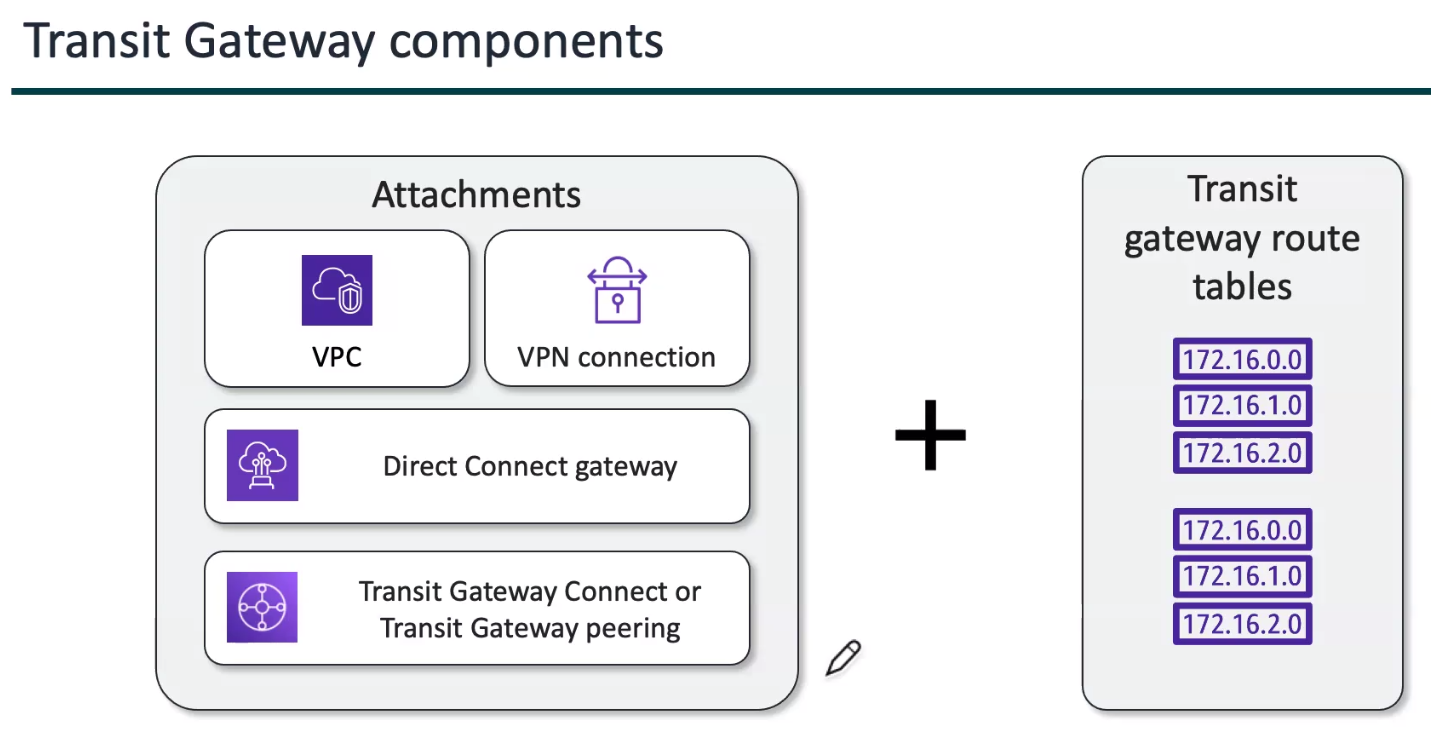 Transit Gateway components
Attachments
VPC
VPN connection
Direct Connect gateway
Transit Gateway Connect or
Transit Gateway peering
Transit
gateway route
tables
172.16.0.0
172.16.1.0
172.16.2.0
172.16.0.0
172.16.1.0
172.16.2.0